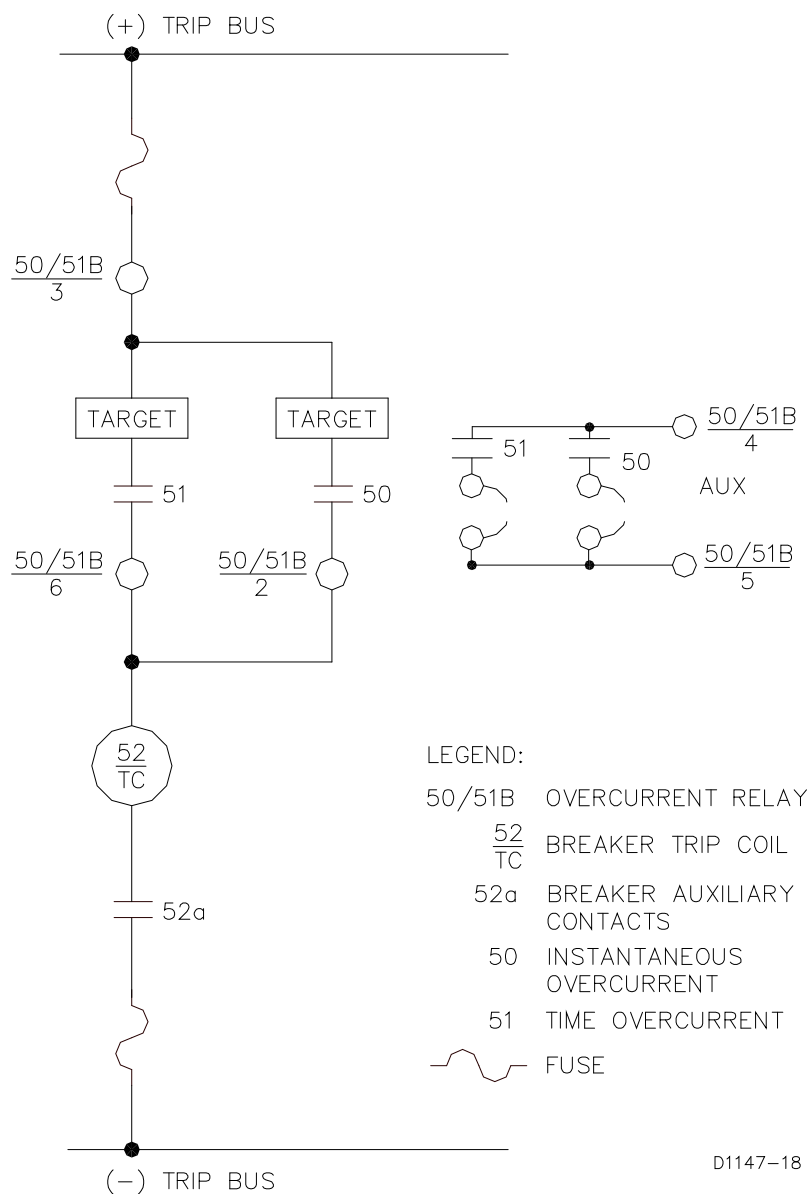 (+) TRIP BUS
50/51B
3
TARGET
TARGET
51
50
50/51B
6
50/51B
2
51
50
50/51B
4
AUX
50/51B
5
52
TC
52a
LEGEND:
50/51B OVERCURRENT RELAY
52
TC BREAKER TRIP COIL
52a BREAKER AUXILIARY
CONTACTS
50 INSTANTANEOUS
OVERCURRENT
51 TIME OVERCURRENT
FUSE
(-) TRIP BUS
D1147-18